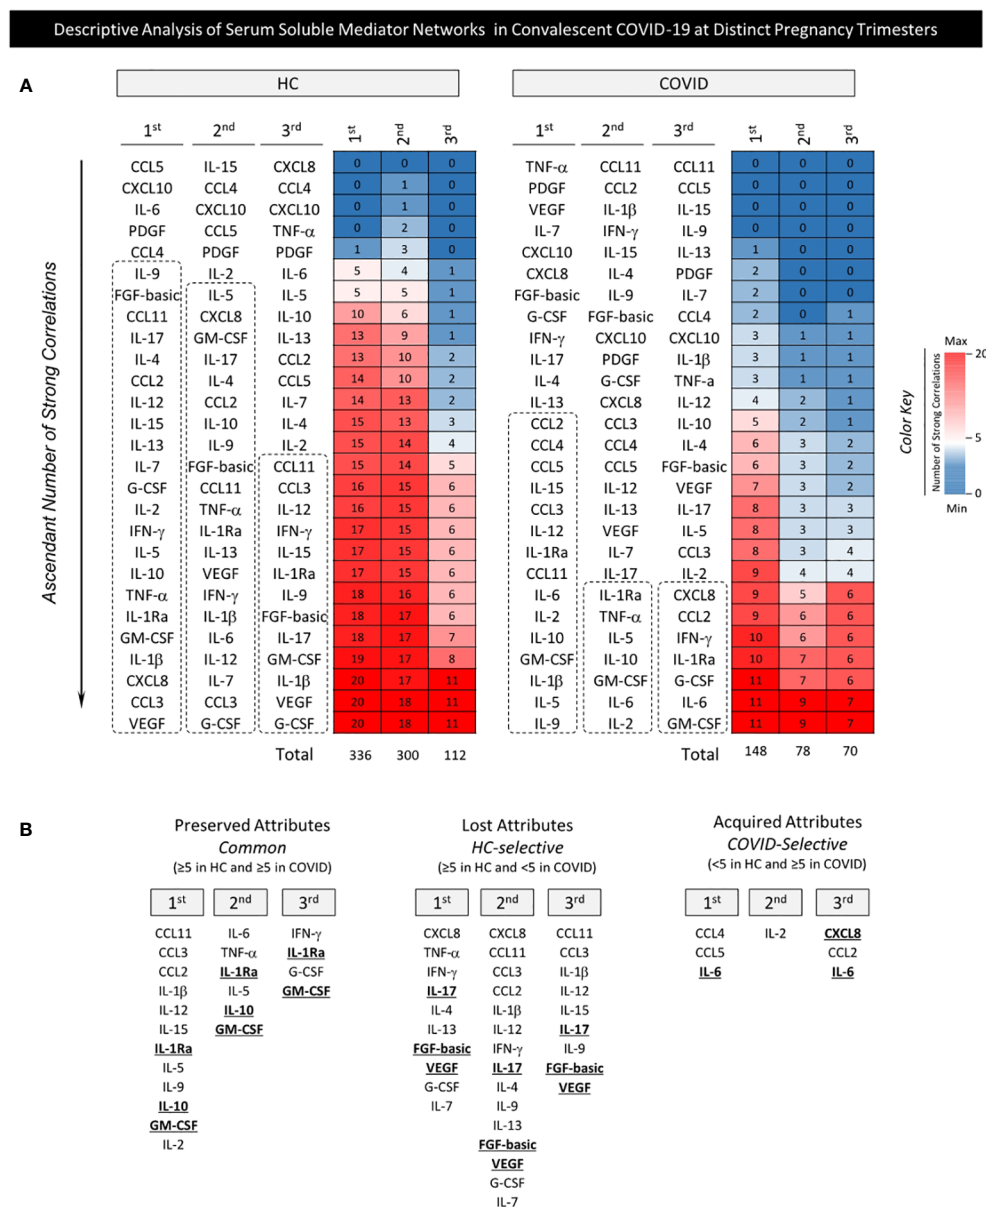 Descriptive Analysis of Serum Soluble Mediator Networks in Convalescent COVID-19 at Distinct Pregnancy Trimesters
A
HC
COVID
1st 2nd 3rd 1st 2nd 3rd
1st 2nd 3rd 1st 2nd 3rd
Ascendant Number of Strong Correlations
CCL5 IL-15 CXCL8 0 0 0 TNF-α CCL11 CCL11 0 0 0
CXCL10 CCL4 CCL4 0 1 0 PDGF CCL2 CCL5 0 0 0
IL-6 CXCL10 CXCL10 0 1 0 VEGF IL-1β IL-15 0 0 0
PDGF CCL5 TNF-α 0 2 0 IL-7 IFN-γ IL-9 0 0 0
CCL4 PDGF PDGF 1 3 0 CXCL10 IL-15 IL-13 1 0 0
IL-9 IL-2 IL-6 5 4 1 CXCL8 IL-4 PDGF 2 0 0
FGF-basic IL-5 IL-5 5 5 1 FGF-basic IL-9 IL-7 2 0 0
CCL11 CXCL8 IL-10 10 6 1 G-CSF FGF-basic CCL4 2 0 1
IL-17 GM-CSF IL-13 13 9 1 IFN-γ CXCL10 CXCL10 3 1 1
IL-4 IL-17 CCL2 13 10 2 IL-17 PDGF IL-1β 3 1 1
CCL2 IL-4 CCL5 14 10 2 IL-4 G-CSF TNF-a 3 1 1
IL-12 CCL2 IL-7 14 13 2 IL-13 CXCL8 IL-12 4 2 1
IL-15 IL-10 IL-4 15 13 3 CCL2 CCL3 IL-10 5 2 1
IL-13 IL-9 IL-2 15 14 4 CCL4 CCL4 IL-4 6 3 2
IL-7 FGF-basic CCL11 15 14 5 CCL5 CCL5 FGF-basic 6 3 2
G-CSF CCL11 CCL3 16 15 6 IL-15 IL-12 VEGF 7 3 2
IL-2 TNF-α IL-12 16 15 6 CCL3 IL-13 IL-17 8 3 3
IFN-γ IL-1Ra IFN-γ 17 15 6 IL-12 VEGF IL-5 8 3 3
IL-5 IL-13 IL-15 17 15 6 IL-1Ra IL-7 CCL3 8 3 4
IL-10 VEGF IL-1Ra 17 15 6 CCL11 IL-17 IL-2 9 4 4
TNF-α IFN-γ IL-9 18 16 6 IL-6 IL-1Ra CXCL8 9 5 6
IL-1Ra IL-1β FGF-basic 18 17 6 IL-2 TNF-α CCL2 9 6 6
GM-CSF IL-6 IL-17 18 17 7 IL-10 IL-5 IFN-γ 10 6 6
IL-1β IL-12 GM-CSF 19 17 8 GM-CSF IL-10 IL-1Ra 10 7 6
CXCL8 IL-7 IL-1β 20 17 11 IL-1β GM-CSF G-CSF 11 7 6
CCL3 CCL3 VEGF 20 18 11 IL-5 IL-6 IL-6 11 9 7
VEGF G-CSF G-CSF 20 18 11 IL-9 IL-2 GM-CSF 11 9 7
Total 336 300 112 Total 148 78 70
Color Key
Number of Strong Correlations
Max
20
5
0
Min
B
Preserved Attributes
Common
(≥5 in HC and ≥5 in COVID)
1st 2nd 3rd
CCL11 IL-6 IFN-γ
CCL3 TNF-α IL-1Ra
CCL2 IL-1Ra G-CSF
IL-1β IL-5 GM-CSF
IL-12 IL-10
IL-15 GM-CSF
IL-1Ra
IL-5
IL-9
IL-10
GM-CSF
IL-2
Lost Attributes
HC-selective
(≥5 in HC and <5 in COVID)
1st 2nd 3rd
CXCL8 CXCL8 CCL11
TNF-α CCL11 CCL3
IFN-γ CCL3 IL-1β
IL-17 CCL2 IL-12
IL-4 IL-1β IL-15
IL-13 IL-12 IL-17
FGF-basic IFN-γ IL-9
VEGF IL-17 FGF-basic
G-CSF IL-4 VEGF
IL-7 IL-9
IL-13
FGF-basic
VEGF
G-CSF
IL-7
Acquired Attributes
COVID-Selective
(<5 in HC and ≥5 in COVID)
1st 2nd 3rd
CCL4 IL-2 CXCL8
CCL5 CCL2
IL-6 IL-6